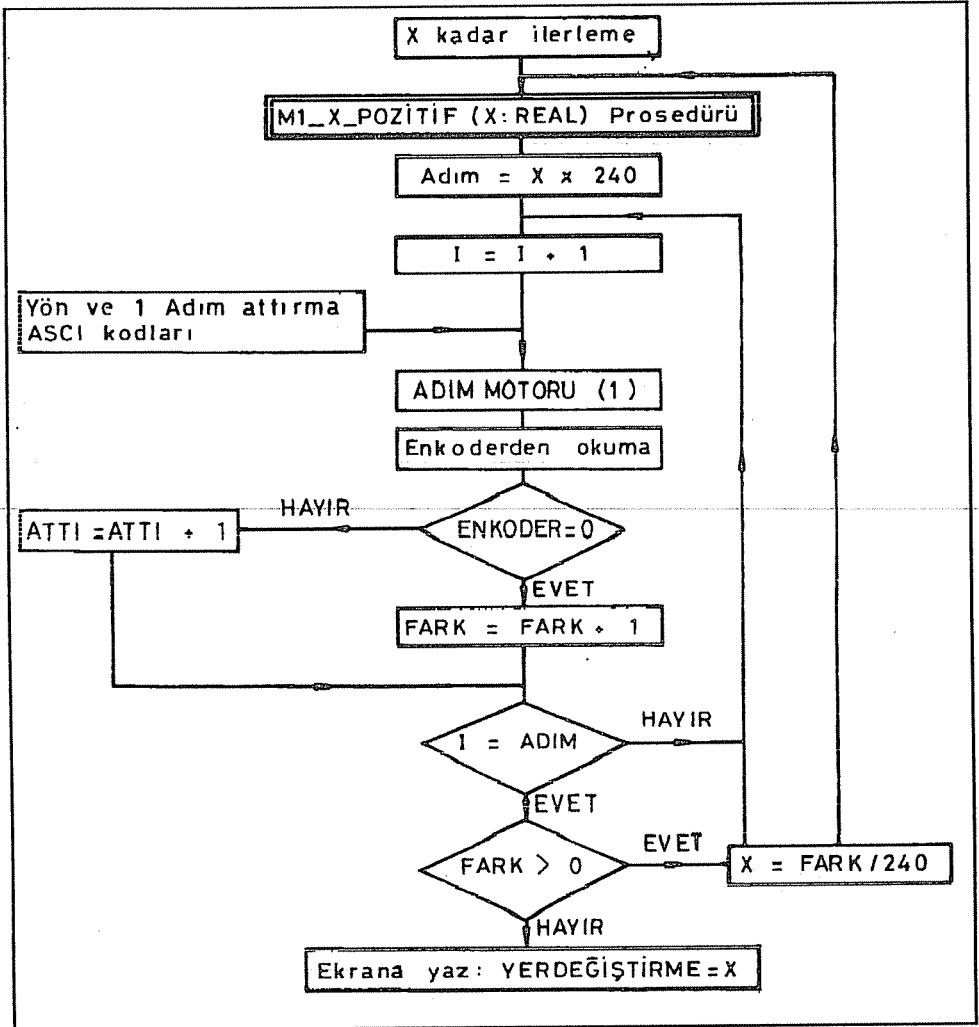 X kadar ilerleme
M1_X_POZİTİF (X:REAL) Prosedürü
Adım = X x 240
I = I + 1
Yön ve 1 Adım attırma
ASCI kodları
ADIM MOTORU (1)
Enkoderden okuma
HAYIR
ENKODER=0
ATTI=ATTI + 1
EVET
FARK = FARK + 1
HAYIR
I = ADIM
EVET
EVET
FARK > 0
X = FARK/240
HAYIR
Ekrana yaz: YERDEĞİŞTİRME=X